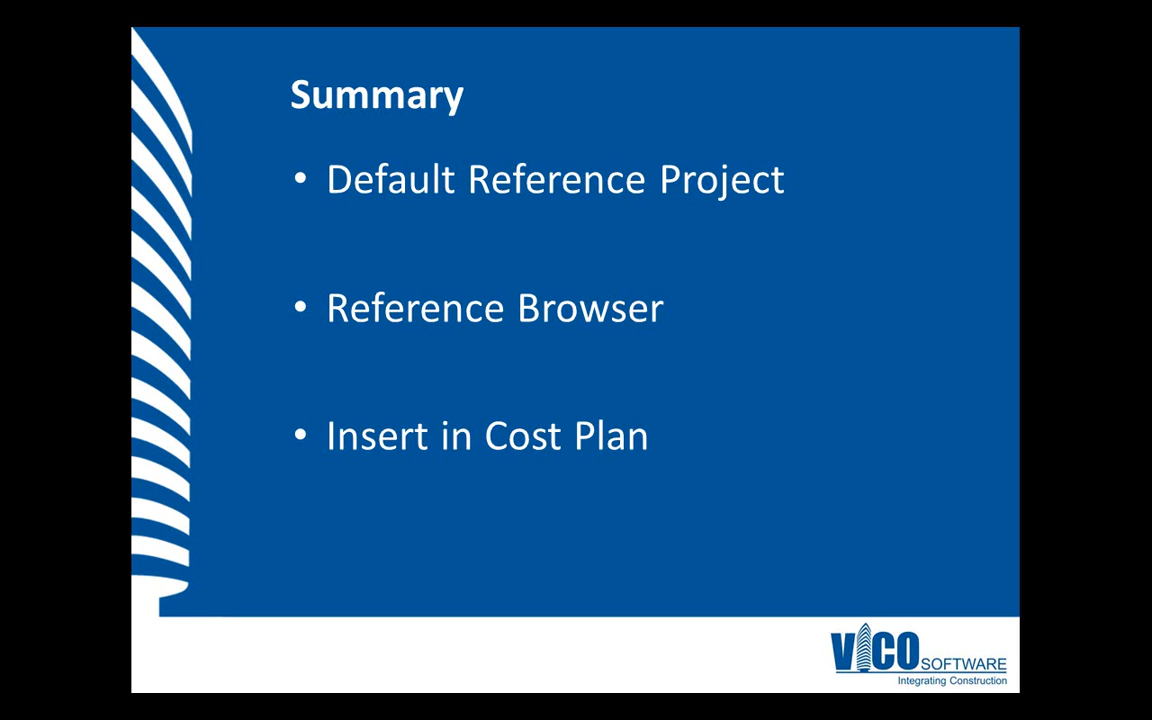 Summary
• Default Reference Project
• Reference Browser
• Insert in Cost Plan
VICO SOFTWARE
Integrating Construction